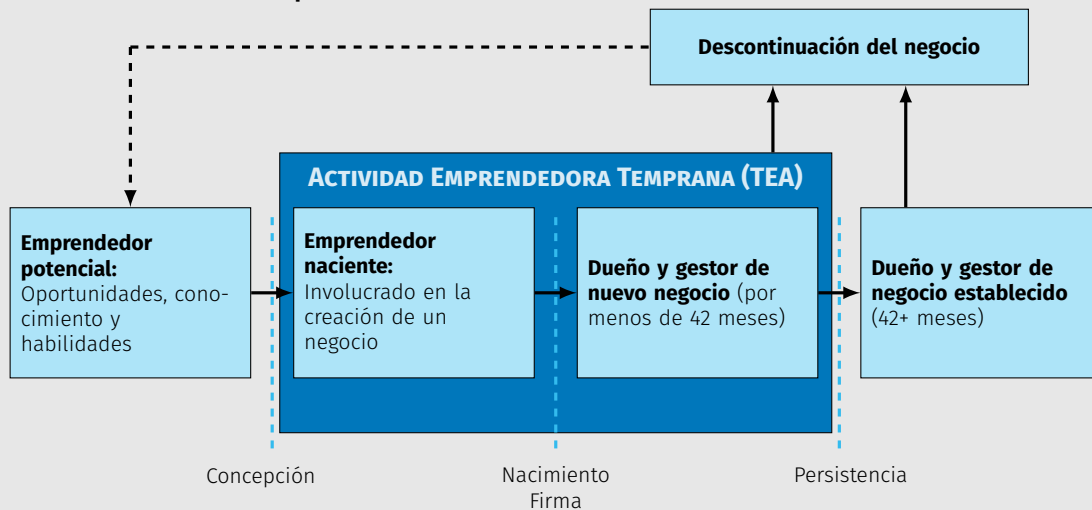 Descontinuación del negocio
ACTIVIDAD EMPRENDEDORA TEMPRANA (TEA)
Emprendedor
potencial:
Oportunidades, cono-
cimiento y
habilidades
Emprendedor
naciente:
Involucrado en la
creación de un
negocio
Dueño y gestor de
nuevo negocio (por
menos de 42 meses)
Dueño y gestor de
negocio establecido
(42+ meses)
Concepción
Nacimiento
Firma
Persistencia